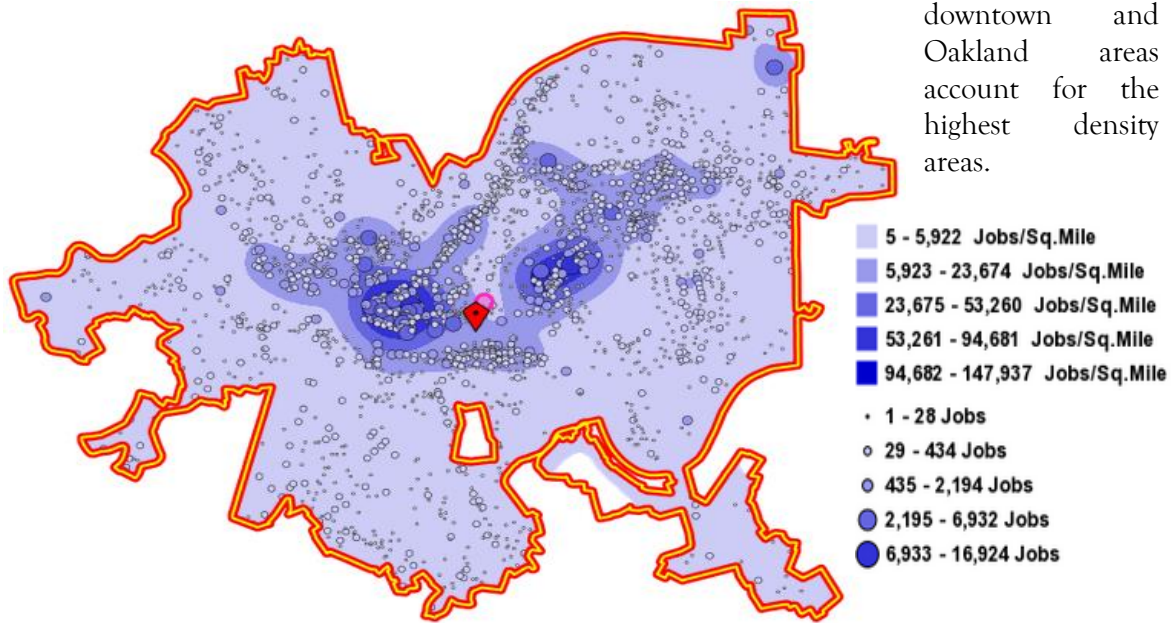 downtown and
Oakland areas
account for the
highest density
areas.
5 - 5,922 Jobs/Sq.Mile
5,923 - 23,674 Jobs/Sq.Mile
23,675 - 53,260 Jobs/Sq.Mile
53,261 - 94,681 Jobs/Sq.Mile
94,682 - 147,937 Jobs/Sq.Mile
1 - 28 Jobs
29 - 434 Jobs
435 - 2,194 Jobs
2,195 - 6,932 Jobs
6,933 - 16,924 Jobs